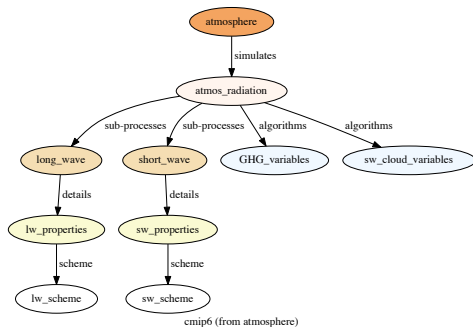 atmosphere
simulates
atmos_radiation
sub-processes sub-processes algorithms algorithms
long_wave short_wave GHG_variables sw_cloud_variables
details details
lw_properties sw_properties
scheme scheme
lw_scheme sw_scheme
cmip6 (from atmosphere)